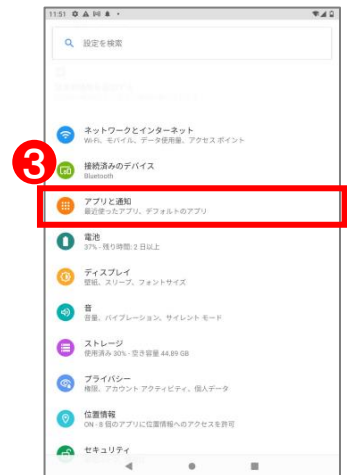 11:51
設定を検索
ネットワークとインターネット
Wi-Fi、モバイル、データ使用量、アクセス ポイント
3
接続済みのデバイス
Bluetooth
アプリと通知
最近使ったアプリ、デフォルトのアプリ
電池
37% - 残り時間: 2 日以上
ディスプレイ
壁紙、スリープ、フォントサイズ
音
音量、バイブレーション、サイレント モード
ストレージ
使用済み 30% - 空き容量 44.89 GB
プライバシー
権限、アカウント アクティビティ、個人データ
位置情報
ON - 8 個のアプリに位置情報へのアクセスを許可
セキュリティ